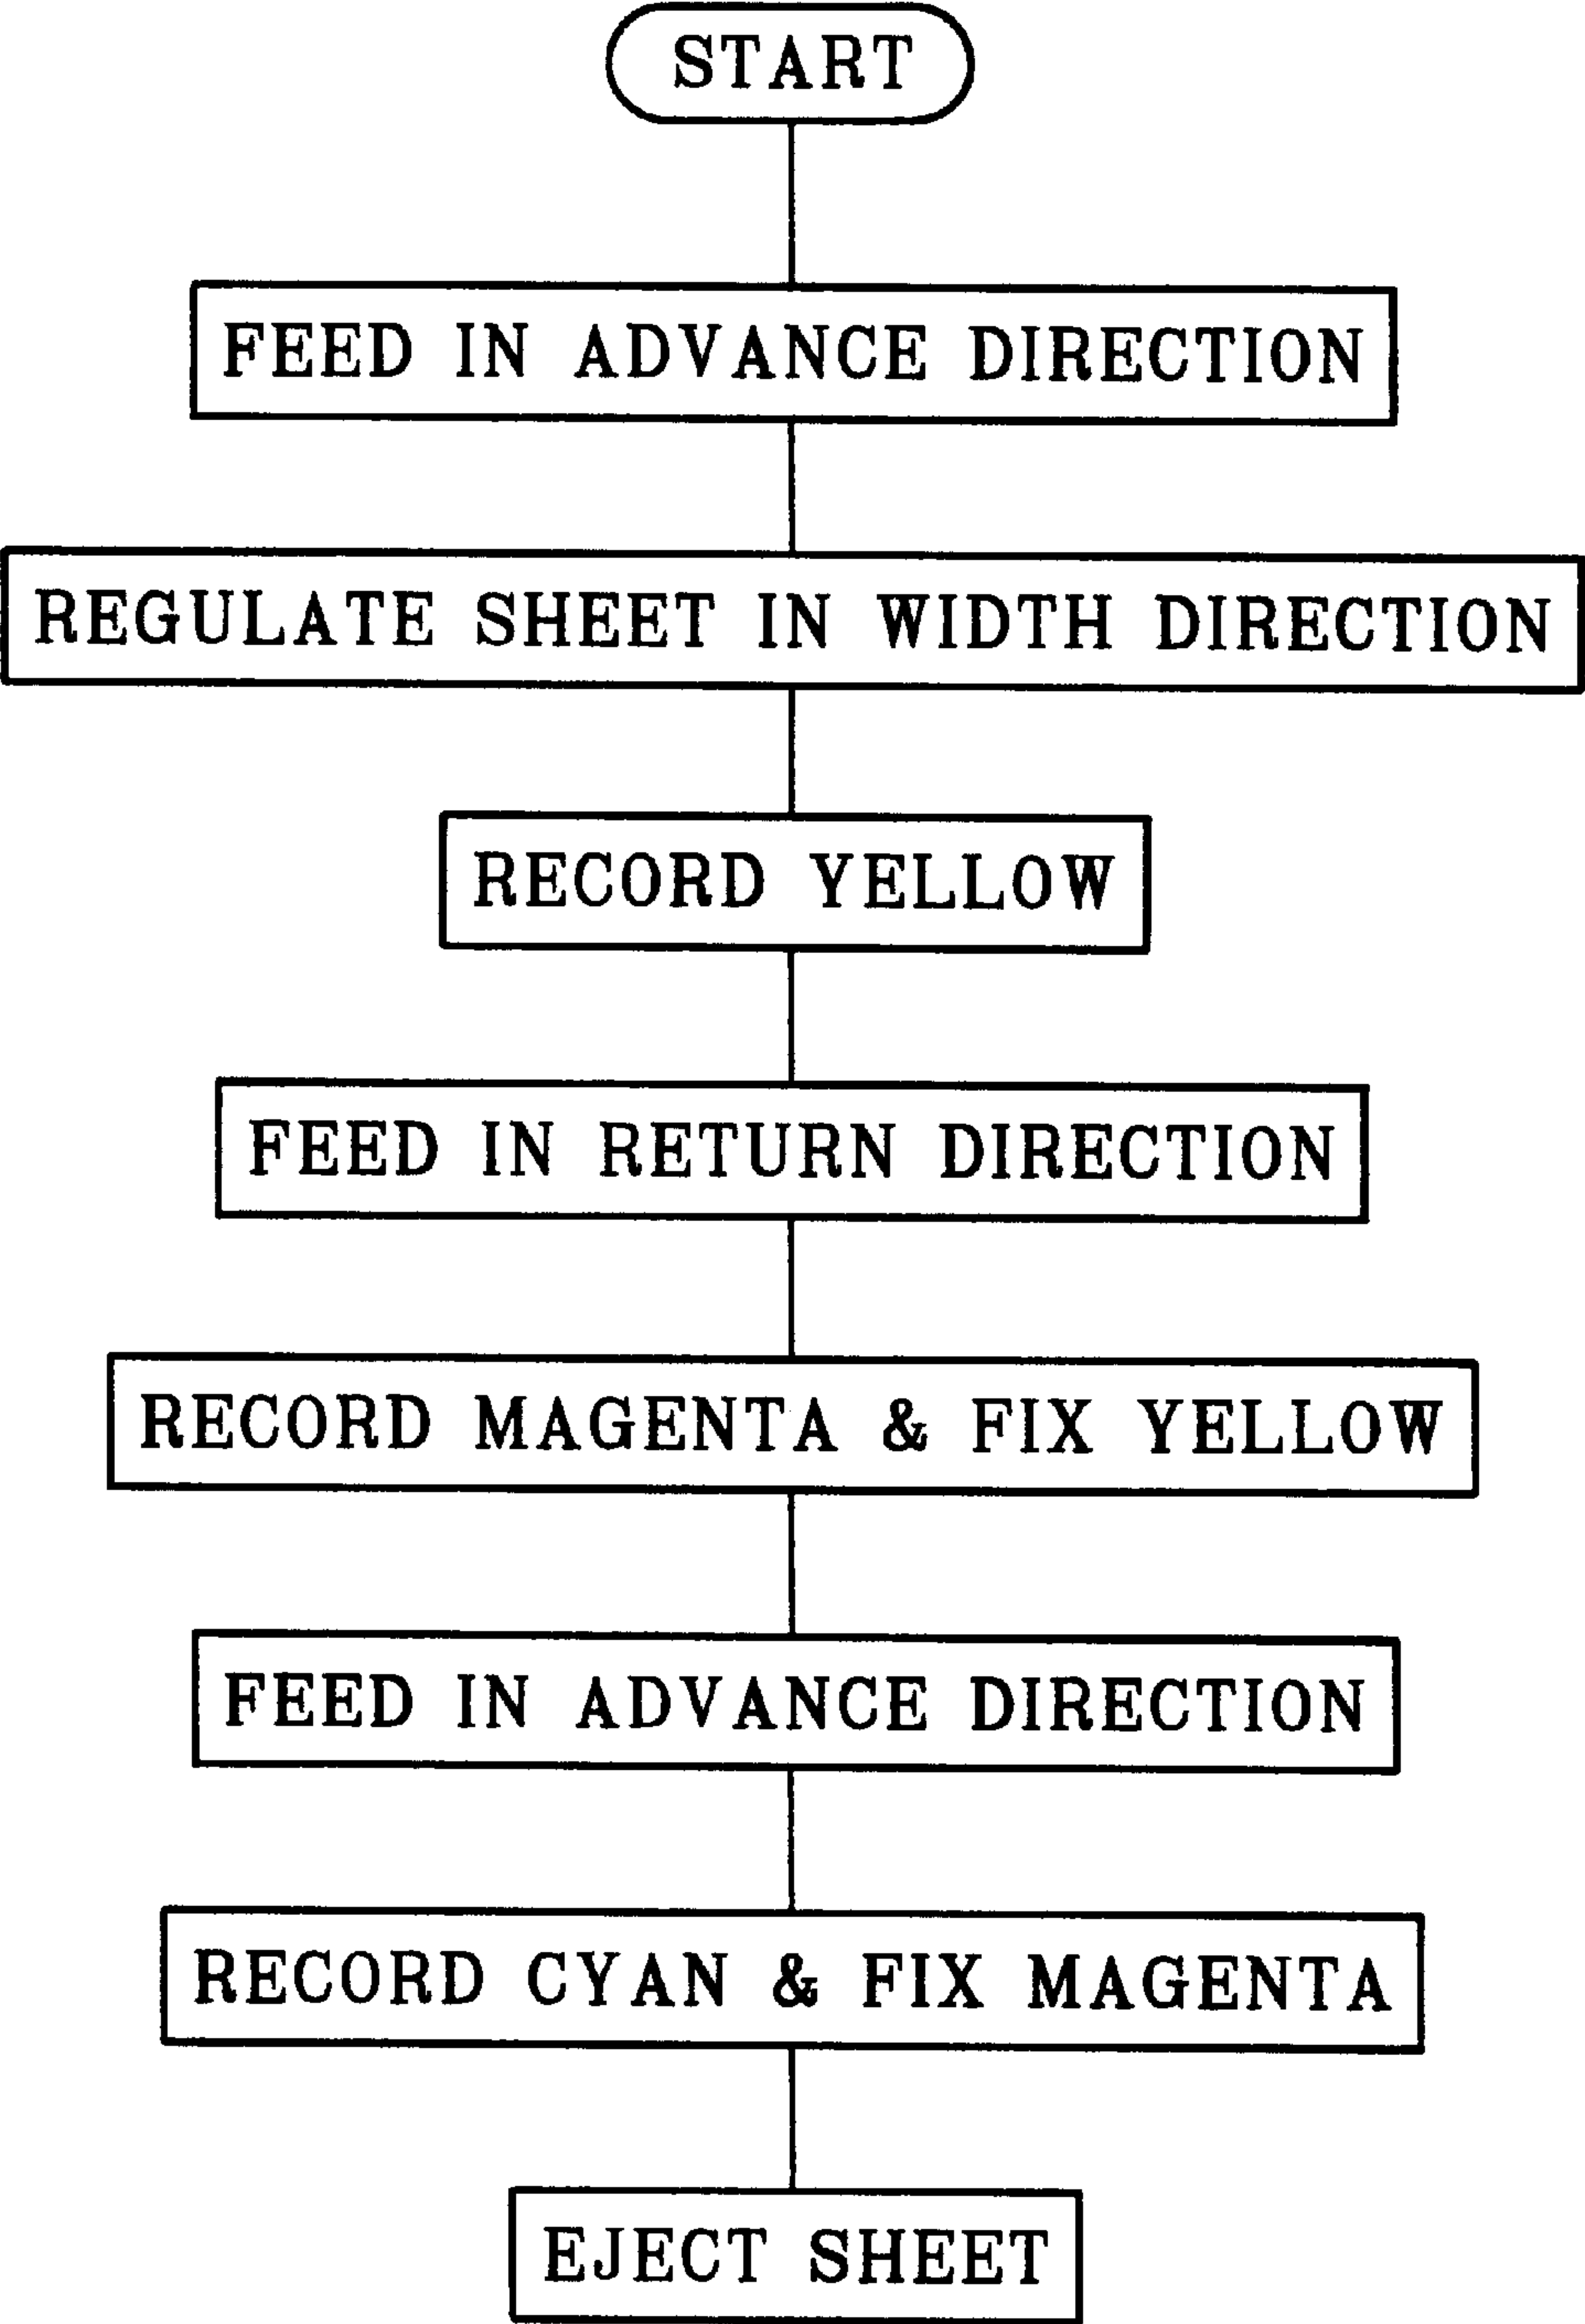 START
FEED IN ADVANCE DIRECTION
REGULATE SHEET IN WIDTH DIRECTION
RECORD YELLOW
FEED IN RETURN DIRECTION
RECORD MAGENTA & FIX YELLOW
FEED IN ADVANCE DIRECTION
RECORD CYAN & FIX MAGENTA
EJECT SHEET